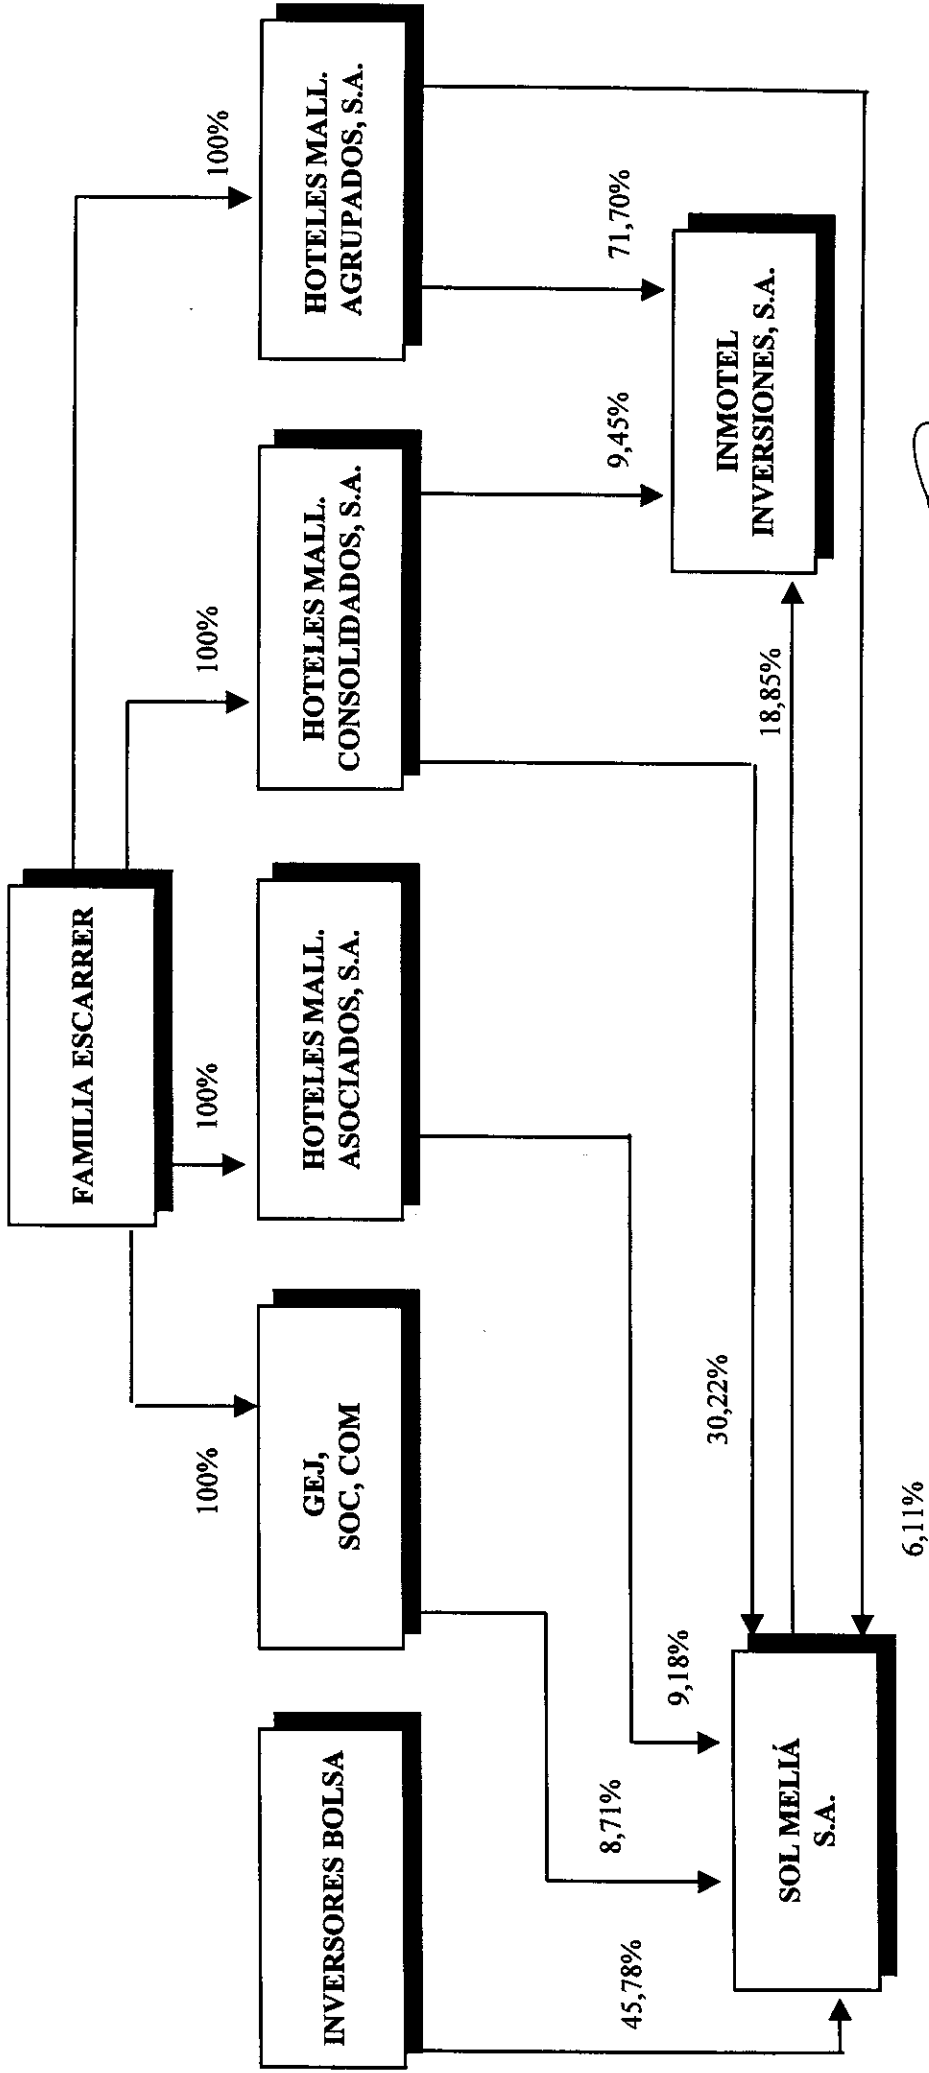 FAMILIA ESCARRER
100%
100%
100%
100%
INVERSORES BOLSA
GEJ,
SOC, COM
HOTELES MALL.
ASOCIADOS, S.A.
HOTELES MALL.
CONSOLIDADOS, S.A.
HOTELES MALL.
AGRUPADOS, S.A.
45,78%
8,71%
9,18%
30,22%
18,85%
9,45%
71,70%
SOL MELIÁ
S.A.
INMOTEL
INVERSIONES, S.A.
6,11%